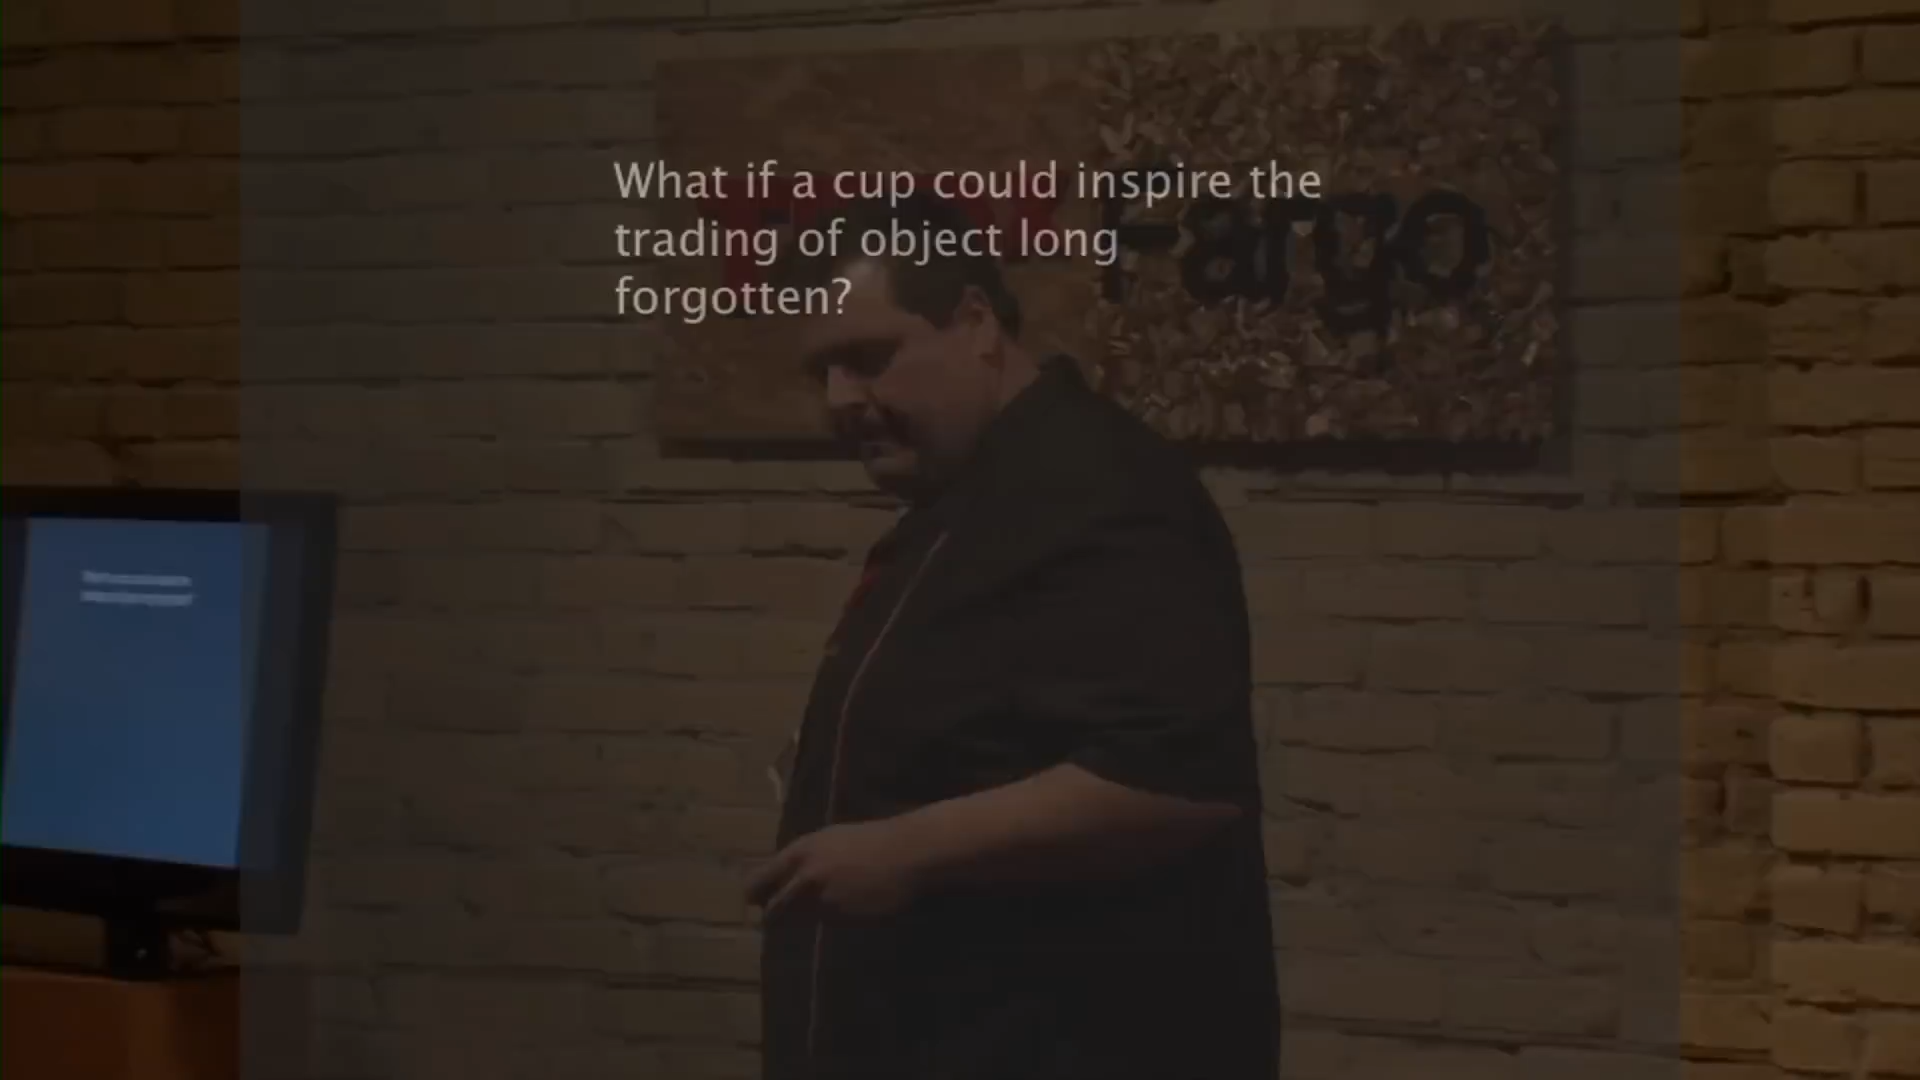 What if a cup could inspire the
trading of object long
forgotten?
Fargo